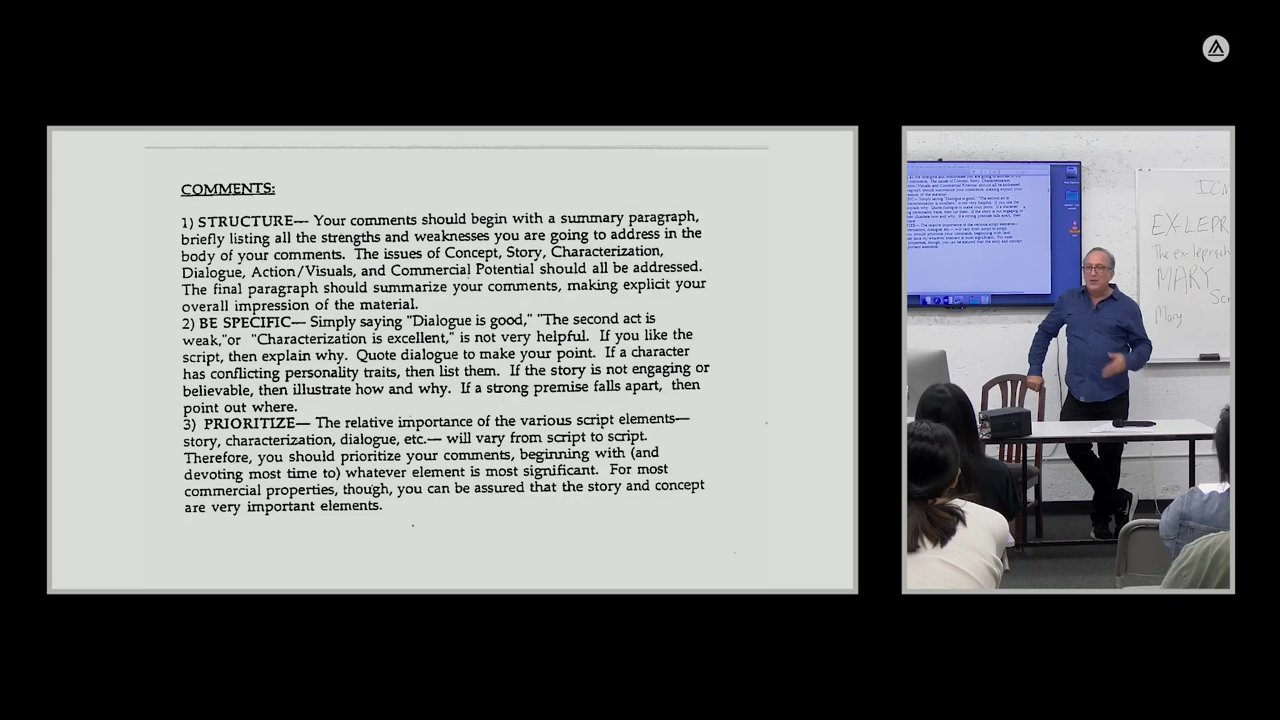 COMMENTS:
1) STRUCTURE— Your comments should begin with a summary paragraph,
briefly listing all the strengths and weaknesses you are going to address in the
body of your comments. The issues of Concept, Story, Characterization,
Dialogue, Action/Visuals, and Commercial Potential should all be addressed.
The final paragraph should summarize your comments, making explicit your
overall impression of the material.
2) BE SPECIFIC— Simply saying "Dialogue is good," "The second act is
weak,"or "Characterization is excellent," is not very helpful. If you like the
script, then explain why. Quote dialogue to make your point. If a character
has conflicting personality traits, then list them. If the story is not engaging or
believable, then illustrate how and why. If a strong premise falls apart, then
point out where.
3) PRIORITIZE— The relative importance of the various script elements—
story, characterization, dialogue, etc.— will vary from script to script.
Therefore, you should prioritize your comments, beginning with (and
devoting most time to) whatever element is most significant. For most
commercial properties, though, you can be assured that the story and concept
are very important elements.
EX-LEPR
The ex-leprech
MARY
Mary